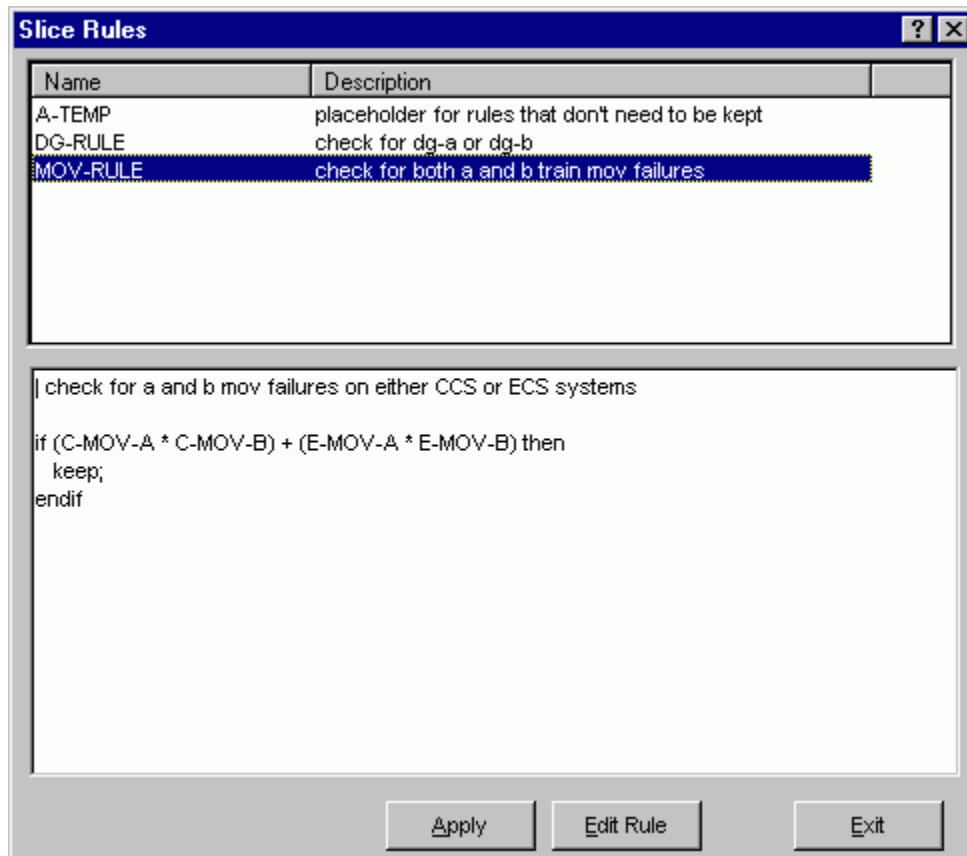 Slice Rules
Name Description
A-TEMP placeholder for rules that don't need to be kept
DG-RULE check for dg-a or dg-b
MOV-RULE check for both a and b train mov failures
| check for a and b mov failures on either CCS or ECS systems
if (C-MOV-A * C-MOV-B) + (E-MOV-A * E-MOV-B) then
keep;
endif
Apply Edit Rule Exit